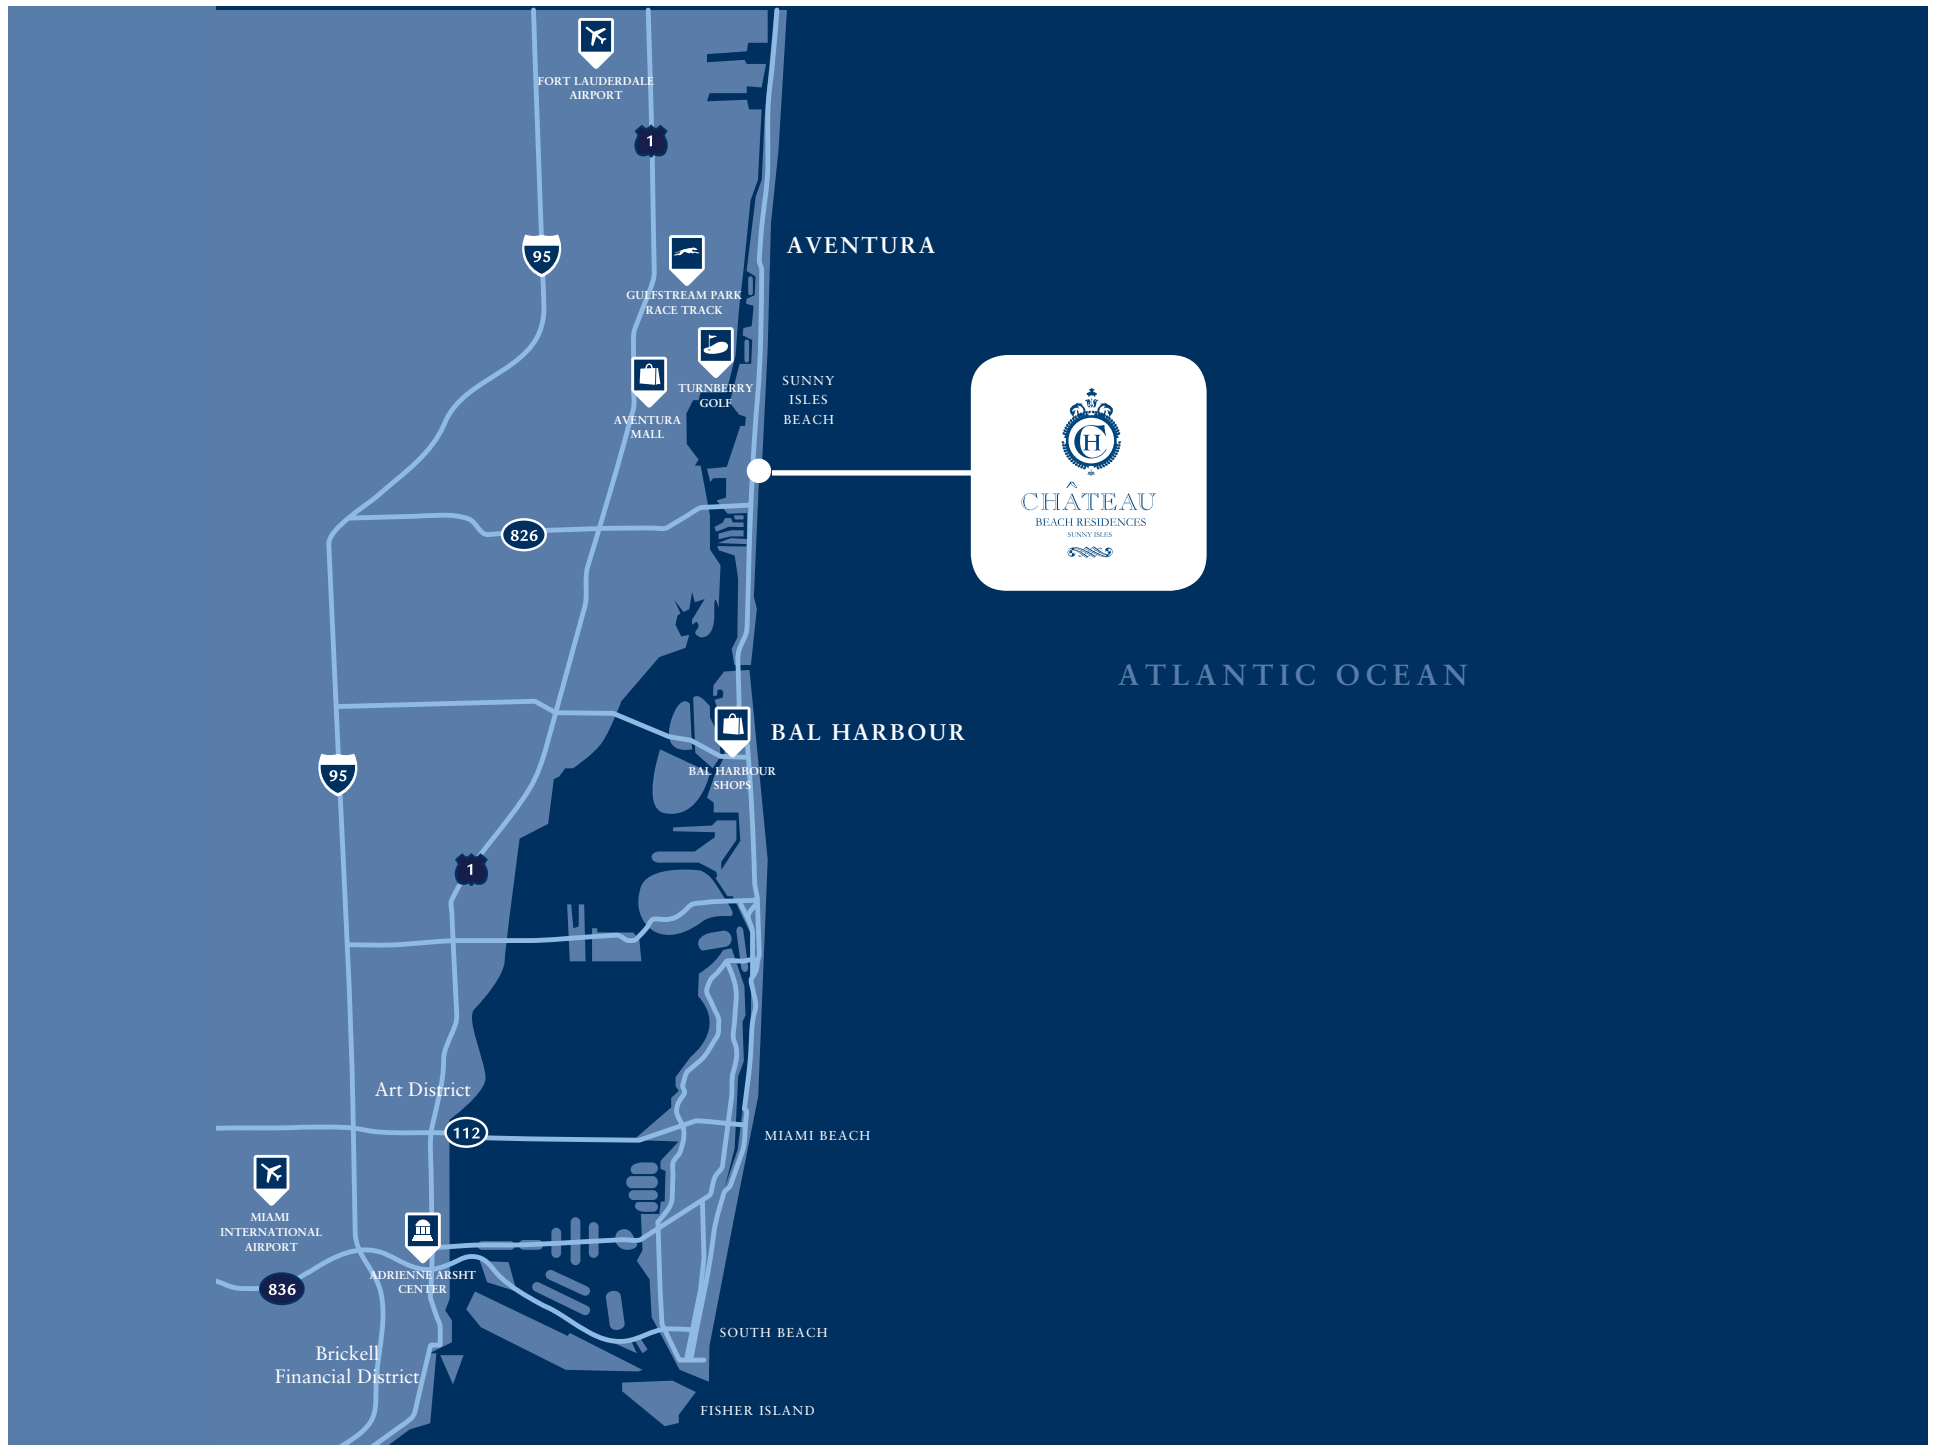 FORT LAUDERDALE
AIRPORT
1
95
AVENTURA
GULFSTREAM PARK
RACE TRACK
TURNBERRY
GOLF
SUNNY
ISLES
BEACH
AVENTURA
MALL
CH
CHÂTEAU
BEACH RESIDENCES
SUNNY ISLES
826
ATLANTIC OCEAN
BAL HARBOUR
BAL HARBOUR
SHOPS
95
1
Art District
112
MIAMI BEACH
MIAMI
INTERNATIONAL
AIRPORT
ADRIENNE ARSHT
CENTER
836
SOUTH BEACH
Brickell
Financial District
FISHER ISLAND